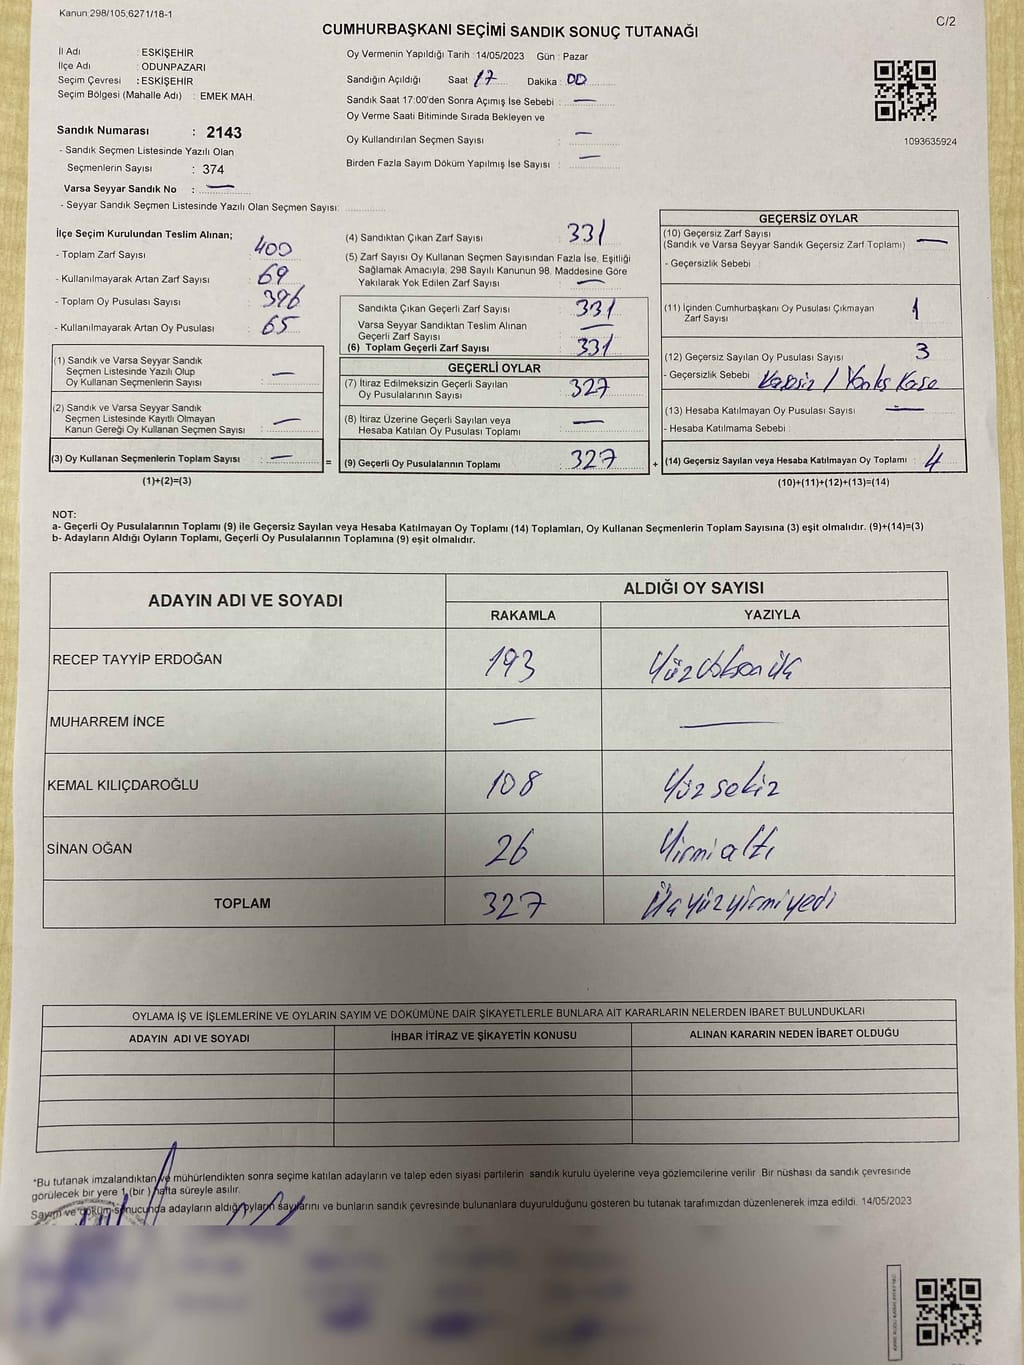 Kanun:298/105;6271/18-1
C/2
CUMHURBAŞKANI SEÇİMİ SANDIK SONUÇ TUTANAĞI
İl Adı : ESKİŞEHİR
İlçe Adı : ODUNPAZARI
Seçim Çevresi : ESKİŞEHİR
Seçim Bölgesi (Mahalle Adı) : EMEK MAH.
Sandık Numarası : 2143
- Sandık Seçmen Listesinde Yazılı Olan
Seçmenlerin Sayısı : 374
Varsa Seyyar Sandık No : —
- Seyyar Sandık Seçmen Listesinde Yazılı Olan Seçmen Sayısı:
Oy Vermenin Yapıldığı Tarih : 14/05/2023 Gün : Pazar
Sandığın Açıldığı Saat 17 Dakika : 00
Sandık Saat 17:00'den Sonra Açımış İse Sebebi : —
Oy Verme Saati Bitiminde Sırada Bekleyen ve
Oy Kullandırılan Seçmen Sayısı : —
Birden Fazla Sayım Döküm Yapılmış İse Sayısı : —
1093635924
İlçe Seçim Kurulundan Teslim Alınan;
- Toplam Zarf Sayısı : 400
- Kullanılmayarak Artan Zarf Sayısı : 69
- Toplam Oy Pusulası Sayısı : 396
- Kullanılmayarak Artan Oy Pusulası : 65
(1) Sandık ve Varsa Seyyar Sandık
Seçmen Listesinde Yazılı Olup
Oy Kullanan Seçmenlerin Sayısı : —
(2) Sandık ve Varsa Seyyar Sandık
Seçmen Listesinde Kayıtlı Olmayan
Kanun Gereği Oy Kullanan Seçmen Sayısı : —
(3) Oy Kullanan Seçmenlerin Toplam Sayısı : —
(1)+(2)=(3)
=
(4) Sandıktan Çıkan Zarf Sayısı : 331
(5) Zarf Sayısı Oy Kullanan Seçmen Sayısından Fazla İse, Eşitliği
Sağlamak Amacıyla, 298 Sayılı Kanunun 98. Maddesine Göre
Yakılarak Yok Edilen Zarf Sayısı : —
Sandıkta Çıkan Geçerli Zarf Sayısı : 331
Varsa Seyyar Sandıktan Teslim Alınan
Geçerli Zarf Sayısı : —
(6) Toplam Geçerli Zarf Sayısı : 331
GEÇERLİ OYLAR
(7) İtiraz Edilmeksizin Geçerli Sayılan
Oy Pusulalarının Sayısı : 327
(8) İtiraz Üzerine Geçerli Sayılan veya
Hesaba Katılan Oy Pusulası Toplamı : —
(9) Geçerli Oy Pusulalarının Toplamı : 327
+
GEÇERSİZ OYLAR
(10) Geçersiz Zarf Sayısı
(Sandık ve Varsa Seyyar Sandık Geçersiz Zarf Toplamı) : —
- Geçersizlik Sebebi :
(11) İçinden Cumhurbaşkanı Oy Pusulası Çıkmayan
Zarf Sayısı : 1
(12) Geçersiz Sayılan Oy Pusulası Sayısı : 3
- Geçersizlik Sebebi : / Yanlış Kaşe
(13) Hesaba Katılmayan Oy Pusulası Sayısı : —
- Hesaba Katılmama Sebebi :
(14) Geçersiz Sayılan veya Hesaba Katılmayan Oy Toplamı : 4
(10)+(11)+(12)+(13)=(14)
NOT:
a- Geçerli Oy Pusulalarının Toplamı (9) ile Geçersiz Sayılan veya Hesaba Katılmayan Oy Toplamı (14) Toplamları, Oy Kullanan Seçmenlerin Toplam Sayısına (3) eşit olmalıdır. (9)+(14)=(3)
b- Adayların Aldığı Oyların Toplamı, Geçerli Oy Pusulalarının Toplamına (9) eşit olmalıdır.
ADAYIN ADI VE SOYADI
ALDIĞI OY SAYISI
RAKAMLA YAZIYLA
RECEP TAYYİP ERDOĞAN 193 Yüzdoksanüç
MUHARREM İNCE — —
KEMAL KILIÇDAROĞLU 108 Yüzsekiz
SİNAN OĞAN 26 Yirmialtı
TOPLAM 327 Üçyüzyirmiyedi
OYLAMA İŞ VE İŞLEMLERİNE VE OYLARIN SAYIM VE DÖKÜMÜNE DAİR ŞİKAYETLERLE BUNLARA AİT KARARLARIN NELERDEN İBARET BULUNDUKLARI
ADAYIN ADI VE SOYADI İHBAR İTİRAZ VE ŞİKAYETİN KONUSU ALINAN KARARIN NEDEN İBARET OLDUĞU
*Bu tutanak imzalandıktan ve mühürlendikten sonra seçime katılan adayların ve talep eden siyasi partilerin sandık kurulu üyelerine veya gözlemcilerine verilir. Bir nüshası da sandık çevresinde
görülecek bir yere 1 (bir ) hafta süreyle asılır.
Sayım ve döküm sonucunda adayların aldığı oyların sayılarını ve bunların sandık çevresinde bulunanlara duyurulduğunu gösteren bu tutanak tarafımızdan düzenlenerek imza edildi. 14/05/2023